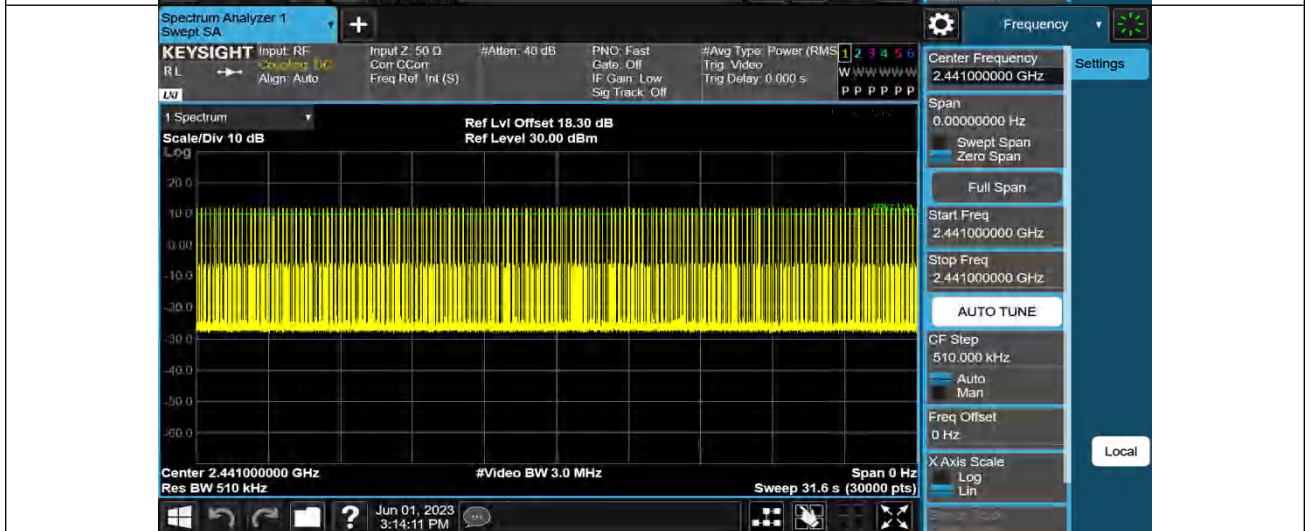 Spectrum Analyzer 1
Swept SA
+
Frequency
KEYSIGHT
RL
LXI
Input: RF
Coupling: DC
Align: Auto
Input Z: 50 Ω
Corr CCorr
Freq Ref: Int (S)
#Atten: 40 dB
PNO: Fast
Gate: Off
IF Gain: Low
Sig Track: Off
#Avg Type: Power (RMS
Trig: Video
Trig Delay: 0.000 s
1 2 3 4 5 6
W W W W W W
P P P P P P
1 Spectrum
Scale/Div 10 dB
Log
Ref Lvl Offset 18.30 dB
Ref Level 30.00 dBm
20.0
10.0
0.00
-10.0
-20.0
-30.0
-40.0
-50.0
-60.0
Center 2.441000000 GHz
Res BW 510 kHz
#Video BW 3.0 MHz
Span 0 Hz
Sweep 31.6 s (30000 pts)
Center Frequency
2.441000000 GHz
Settings
Span
0.00000000 Hz
Swept Span
Zero Span
Full Span
Start Freq
2.441000000 GHz
Stop Freq
2.441000000 GHz
AUTO TUNE
CF Step
510.000 kHz
Auto
Man
Freq Offset
0 Hz
X Axis Scale
Log
Lin
Local
?
Jun 01, 2023
3:14:11 PM